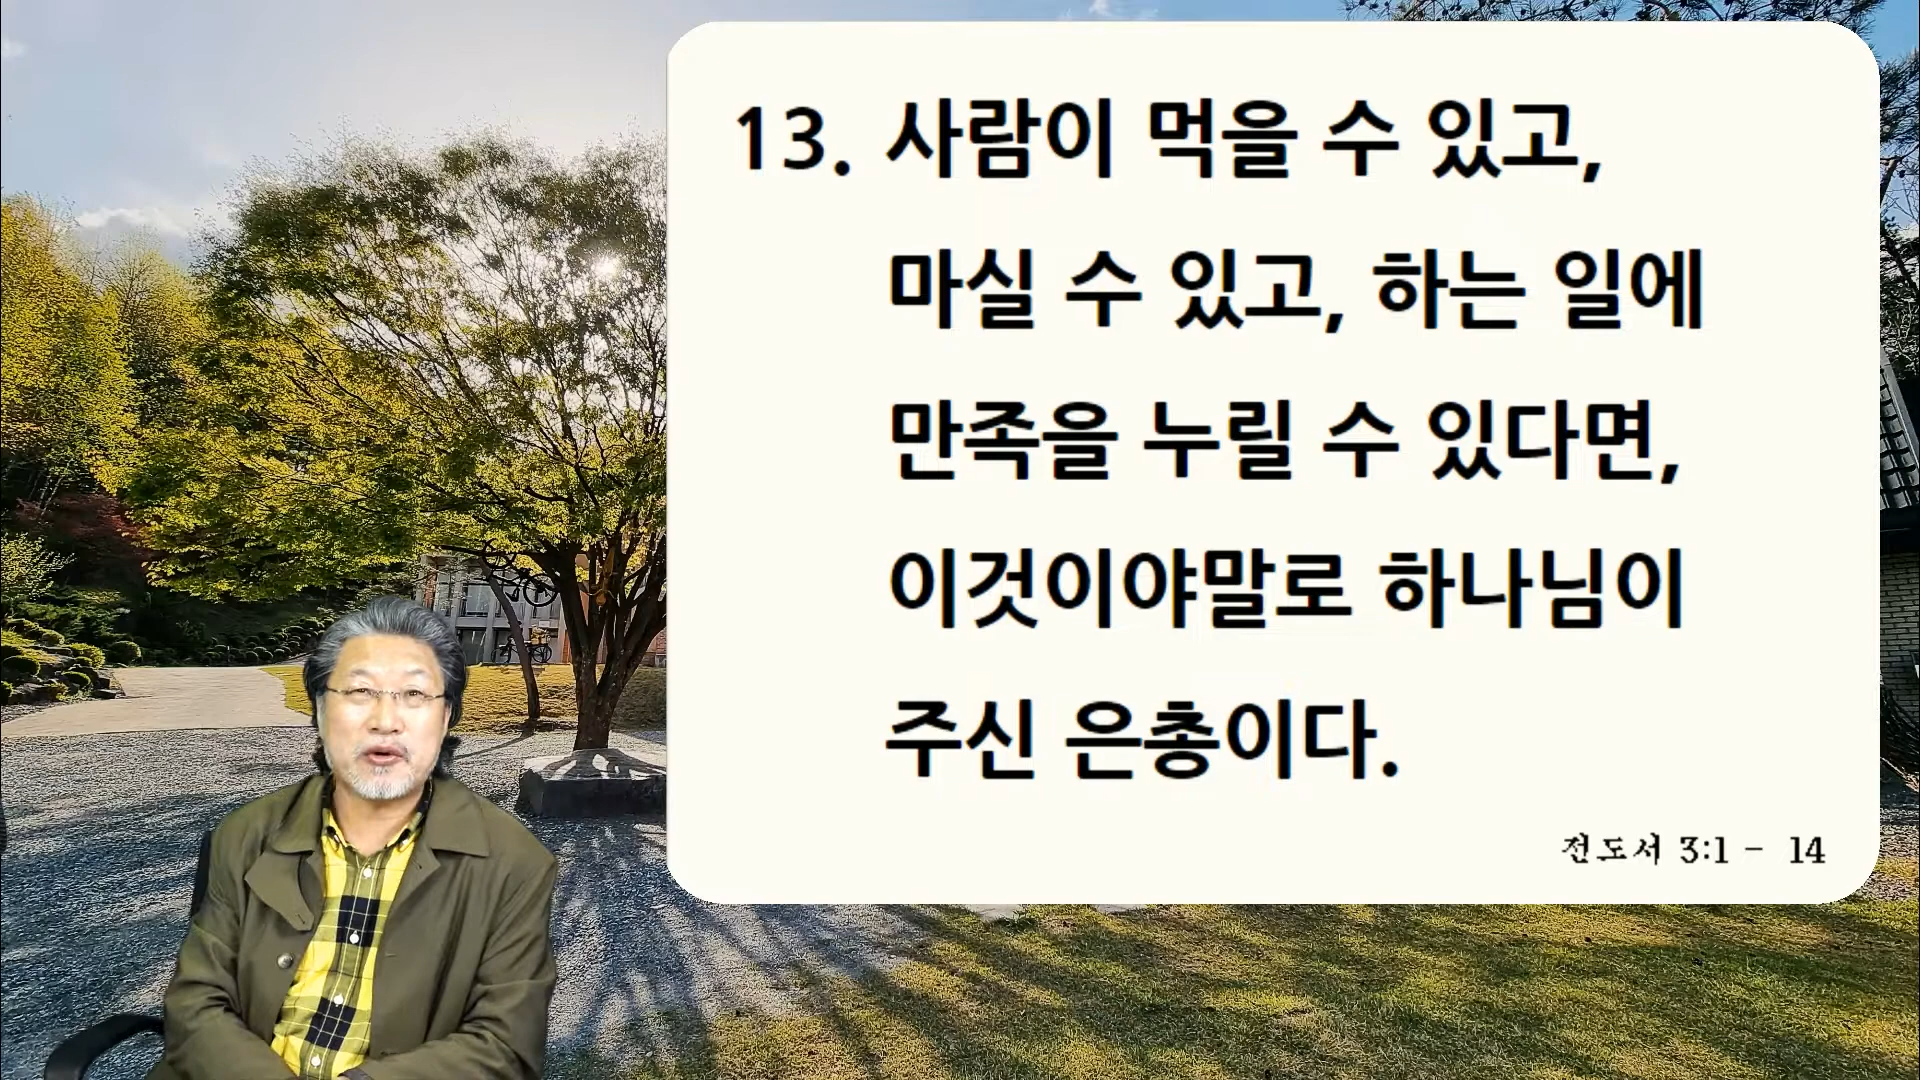 13. 사람이 먹을 수 있고,
마실 수 있고, 하는 일에
만족을 누릴 수 있다면,
이것이야말로 하나님이
주신 은총이다.
전도서 3:1 - 14